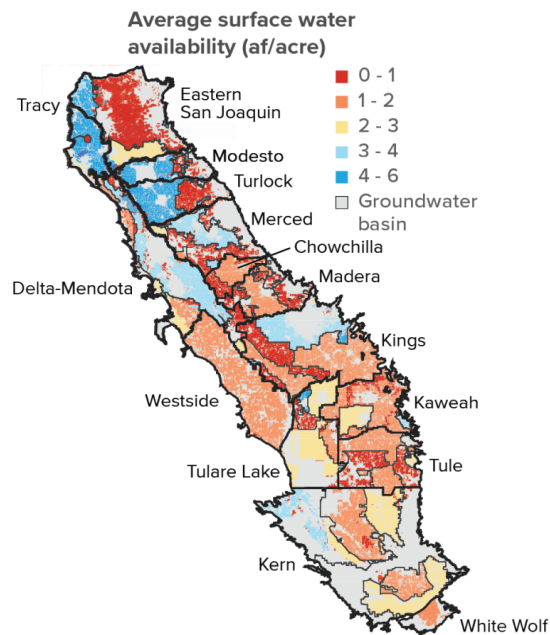 Average surface water
availability (af/acre)
0 - 1
1 - 2
2 - 3
3 - 4
4 - 6
Groundwater
basin
Tracy
Eastern
San Joaquin
Modesto
Turlock
Merced
Chowchilla
Madera
Delta-Mendota
Kings
Westside
Kaweah
Tulare Lake
Tule
Kern
White Wolf